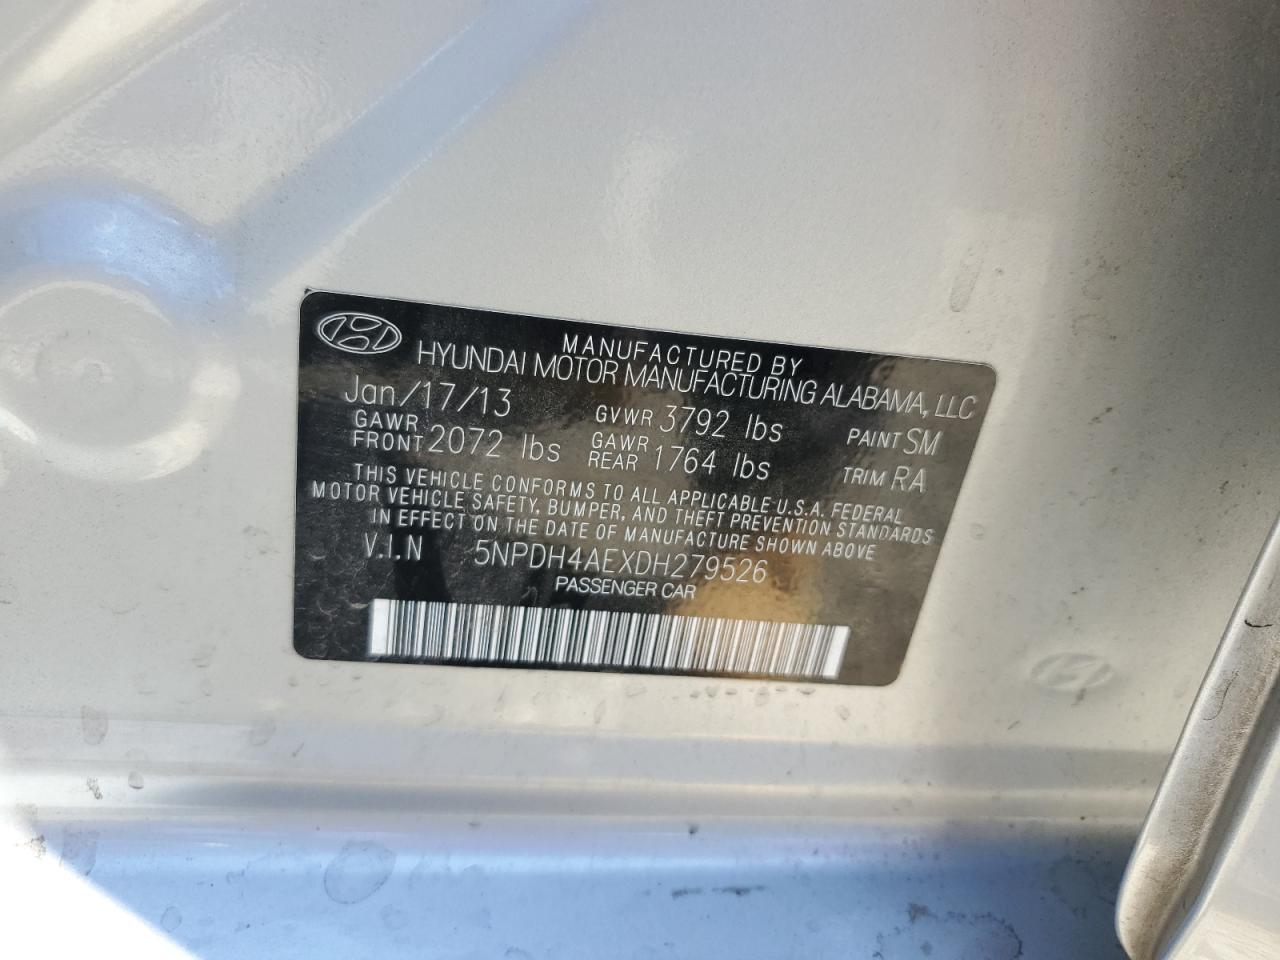 MANUFACTURED BY
HYUNDAI MOTOR MANUFACTURING ALABAMA, LLC
Jan/17/13 GVWR 3792 lbs PAINT SM
GAWR FRONT 2072 lbs GAWR REAR 1764 lbs TRIM RA
THIS VEHICLE CONFORMS TO ALL APPLICABLE U.S.A. FEDERAL
MOTOR VEHICLE SAFETY, BUMPER, AND THEFT PREVENTION STANDARDS
IN EFFECT ON THE DATE OF MANUFACTURE SHOWN ABOVE
V.I.N 5NPDH4AEXDH279526
PASSENGER CAR